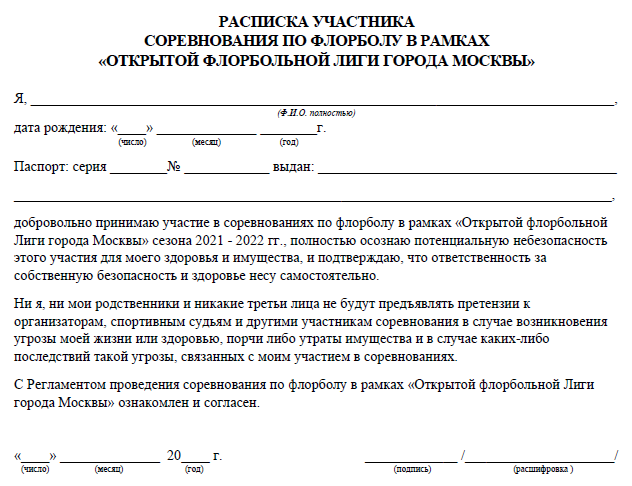 РАСПИСКА УЧАСТНИКА
СОРЕВНОВАНИЯ ПО ФЛОРБОЛУ В РАМКАХ
«ОТКРЫТОЙ ФЛОРБОЛЬНОЙ ЛИГИ ГОРОДА МОСКВЫ»
Я, ______________________________________________,
(Ф.И.О. полностью)
дата рождения: «____» ______________ ________г.
(число) (месяц) (год)
Паспорт: серия ________№ ____________ выдан: __________________________________________
______________________________________________,
добровольно принимаю участие в соревнованиях по флорболу в рамках «Открытой флорбольной
Лиги города Москвы» сезона 2021 - 2022 гг., полностью осознаю потенциальную небезопасность
этого участия для моего здоровья и имущества, и подтверждаю, что ответственность за
собственную безопасность и здоровье несу самостоятельно.
Ни я, ни мои родственники и никакие третьи лица не будут предъявлять претензии к
организаторам, спортивным судьям и другими участникам соревнования в случае возникновения
угрозы моей жизни или здоровью, порчи либо утраты имущества и в случае каких-либо
последствий такой угрозы, связанных с моим участием в соревнованиях.
С Регламентом проведения соревнования по флорболу в рамках «Открытой флорбольной Лиги
города Москвы» ознакомлен и согласен.
«____» ______________ 20____ г. _____________ /____________________/
(число) (месяц) (год) (подпись) (расшифровка )